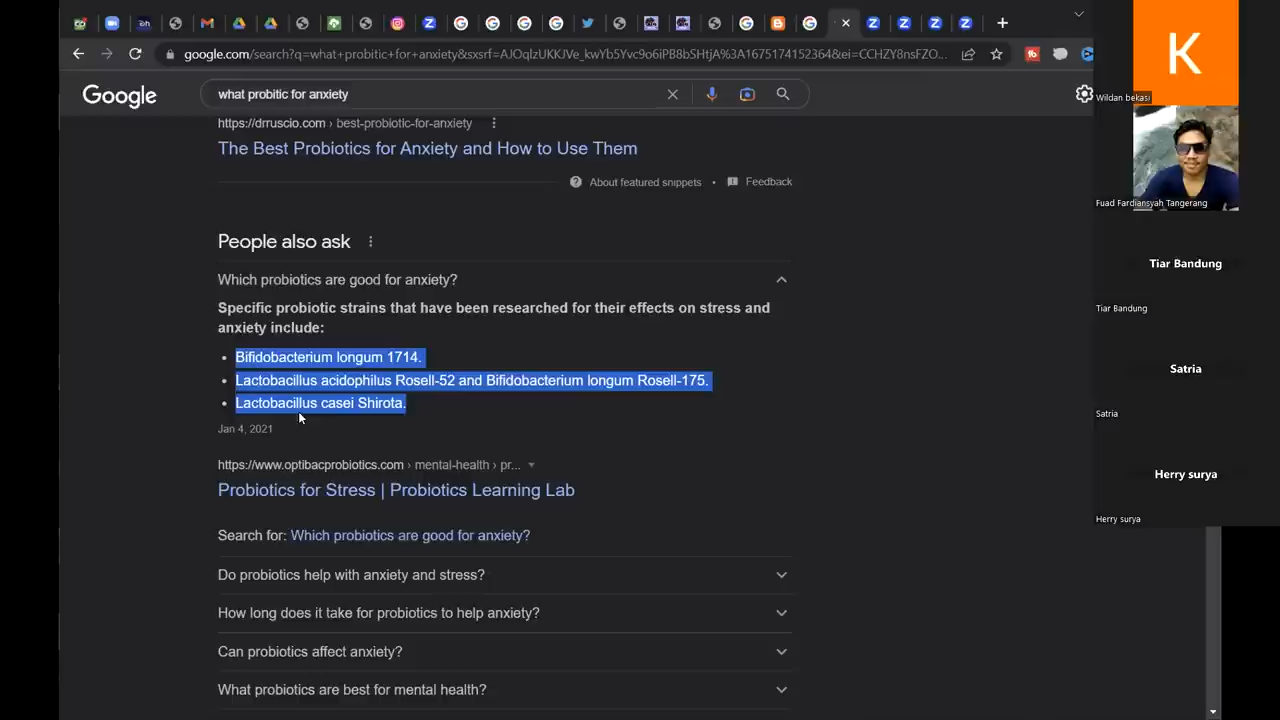 google.com/search?q=what+probitic+for+anxiety&sxsrf=AJOqlzUKKJVe_kwYb5Yvc9o6iPB8bSHtjA%3A1675174152364&ei=CCHZY8nsFZO...
Google
what probitic for anxiety
https://drruscio.com › best-probiotic-for-anxiety
The Best Probiotics for Anxiety and How to Use Them
About featured snippets • Feedback
People also ask
Which probiotics are good for anxiety?
Specific probiotic strains that have been researched for their effects on stress and
anxiety include:
• Bifidobacterium longum 1714.
• Lactobacillus acidophilus Rosell-52 and Bifidobacterium longum Rosell-175.
• Lactobacillus casei Shirota.
Jan 4, 2021
https://www.optibacprobiotics.com › mental-health › pr...
Probiotics for Stress | Probiotics Learning Lab
Search for: Which probiotics are good for anxiety?
Do probiotics help with anxiety and stress?
How long does it take for probiotics to help anxiety?
Can probiotics affect anxiety?
What probiotics are best for mental health?
K
Wildan bekasi
Fuad Fardiansyah Tangerang
Tiar Bandung
Tiar Bandung
Satria
Satria
Herry surya
Herry surya